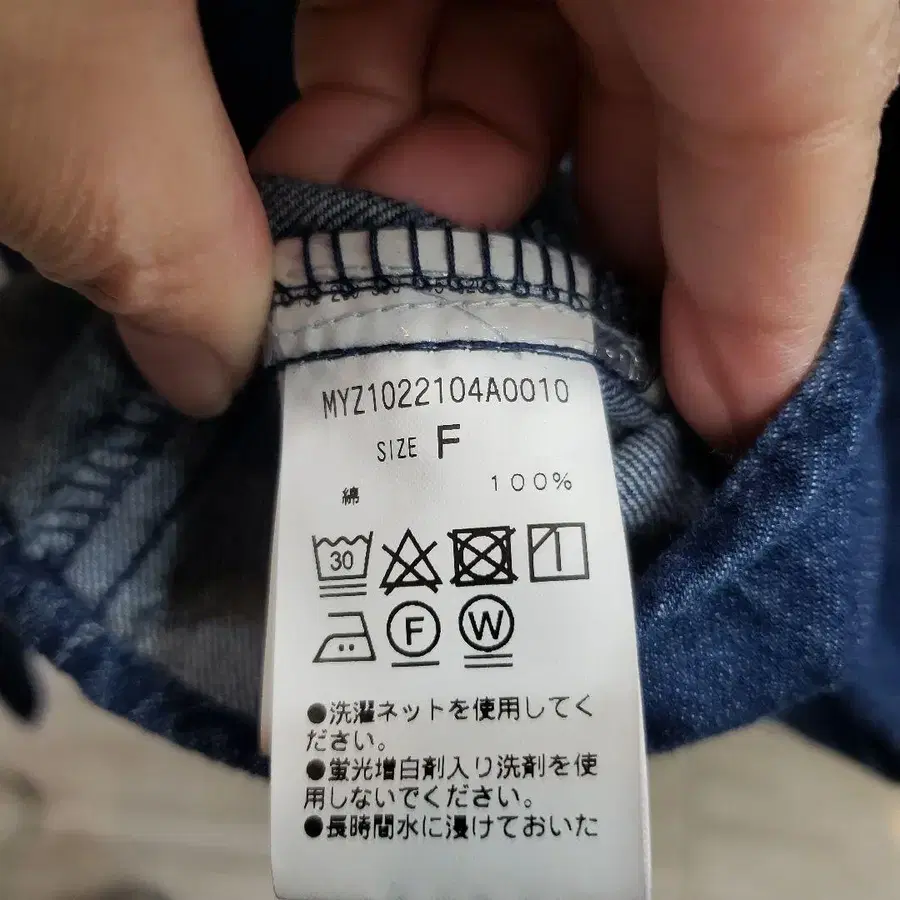 MYZ1022104A0010
SIZE F
綿 100%
30
F W
●洗濯ネットを使用してく
ださい。
●蛍光増白剤入り洗剤を使
用しないでください。
●長時間水に浸けておいた